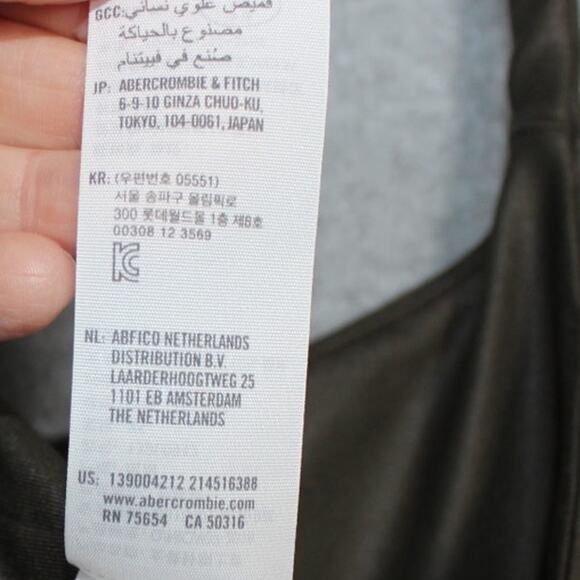 GCC: قميص علوي نسائي
مصنوع بالحياكة
صُنع في فييتنام
JP: ABERCROMBIE & FITCH
6-9-10 GINZA CHUO-KU,
TOKYO, 104-0061, JAPAN
KR: (우편번호 05551)
서울 송파구 올림픽로
300 롯데월드몰 1층 제6호
00308 12 3569
NL: ABFICO NETHERLANDS
DISTRIBUTION B.V.
LAARDERHOOGTWEG 25
1101 EB AMSTERDAM
THE NETHERLANDS
US: 139004212 214516388
www.abercrombie.com
RN 75654 CA 50316